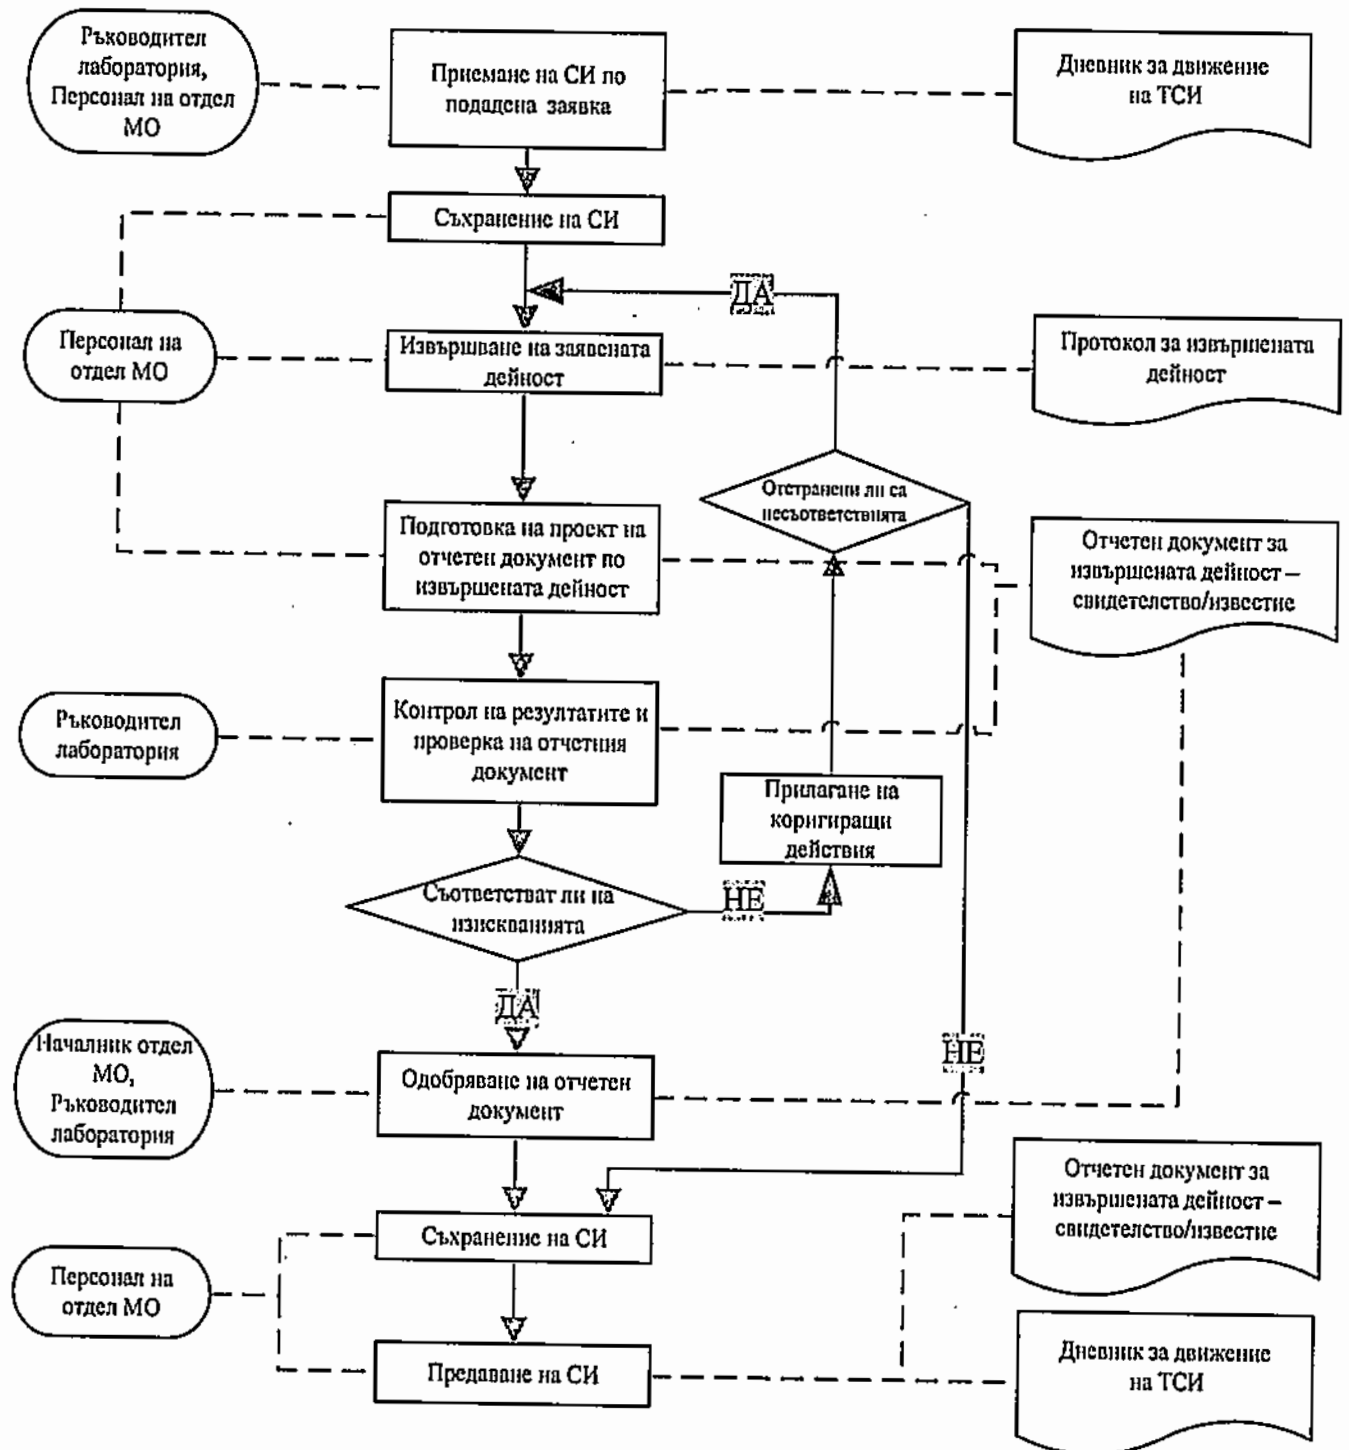 Ръководител
лаборатория,
Персонал на отдел
МО
Приемане на СИ по
подадена заявка
Дневник за движение
на ТСИ
Съхранение на СИ
ДА
Персонал на
отдел МО
Извършване на заявената
дейност
Протокол за извършената
дейност
Отстранени ли са
несъответствията
Подготовка на проект на
отчетен документ по
извършената дейност
Отчетен документ за
извършената дейност –
свидетелство/известие
Ръководител
лаборатория
Контрол на резултатите и
проверка на отчетния
документ
Прилагане на
коригиращи
действия
Съответстват ли на
изискванията
НЕ
ДА
НЕ
Началник отдел
МО,
Ръководител
лаборатория
Одобряване на отчетен
документ
Отчетен документ за
извършената дейност –
свидетелство/известие
Съхранение на СИ
Персонал на
отдел МО
Предаване на СИ
Дневник за движение
на ТСИ